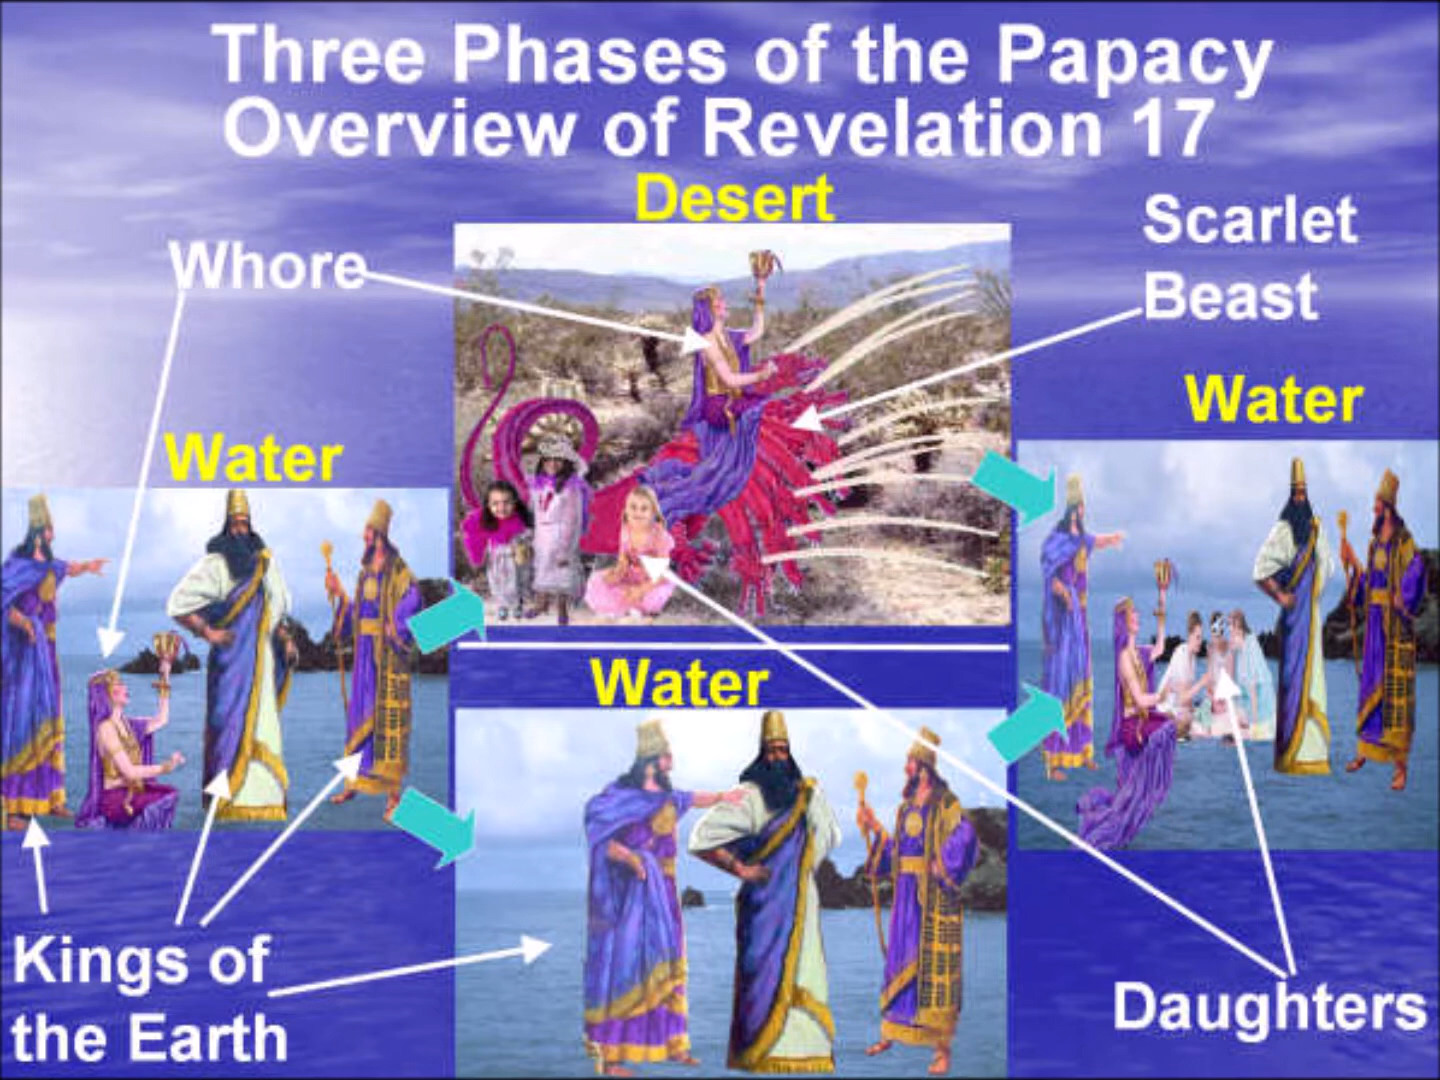 Three Phases of the Papacy
Overview of Revelation 17
Desert
Scarlet
Beast
Whore
Water
Water
Water
Kings of
the Earth
Daughters